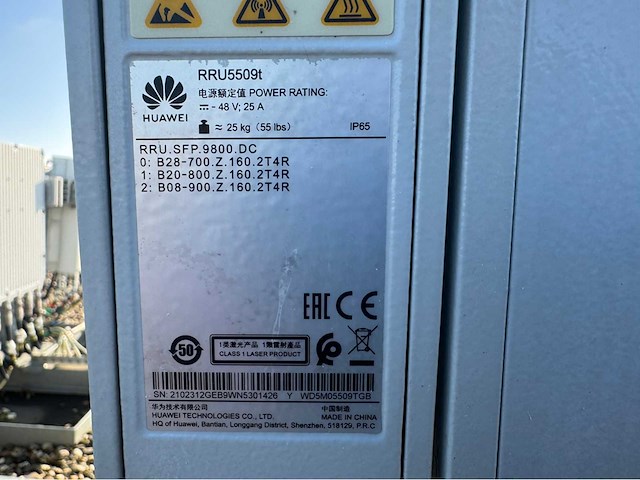 RRU5509t
电源额定值 POWER RATING:
⎓ - 48 V; 25 A
HUAWEI
≈ 25 kg (55 lbs) IP65
RRU.SFP.9800.DC
0: B28-700.Z.160.2T4R
1: B20-800.Z.160.2T4R
2: B08-900.Z.160.2T4R
EAC CE
50
1类激光产品 1類雷射產品
CLASS 1 LASER PRODUCT
SN: 2102312GEB9WN5301426 Y WD5M05509TGB
华为技术有限公司 中国制造
HUAWEI TECHNOLOGIES CO., LTD. MADE IN CHINA
HQ of Huawei, Bantian, Longgang District, Shenzhen, 518129, P.R.C